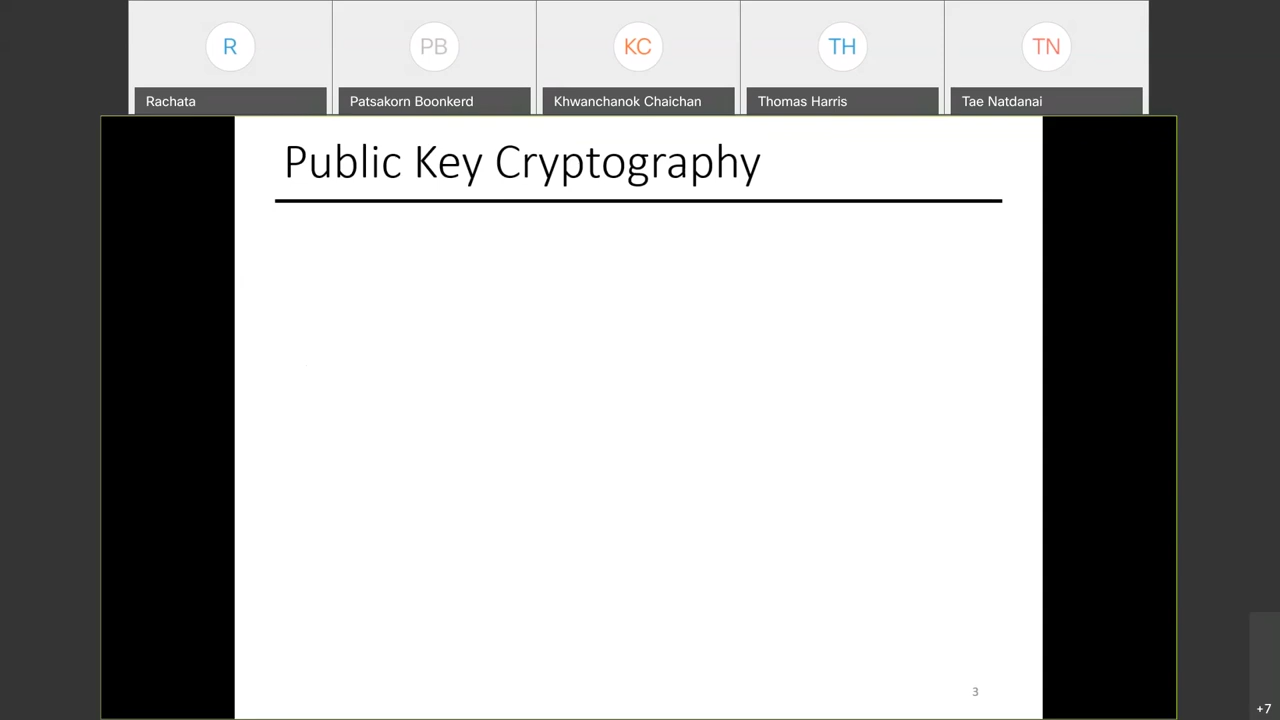 R
PB
KC
TH
TN
Rachata
Patsakorn Boonkerd
Khwanchanok Chaichan
Thomas Harris
Tae Natdanai
Public Key Cryptography
3
+7